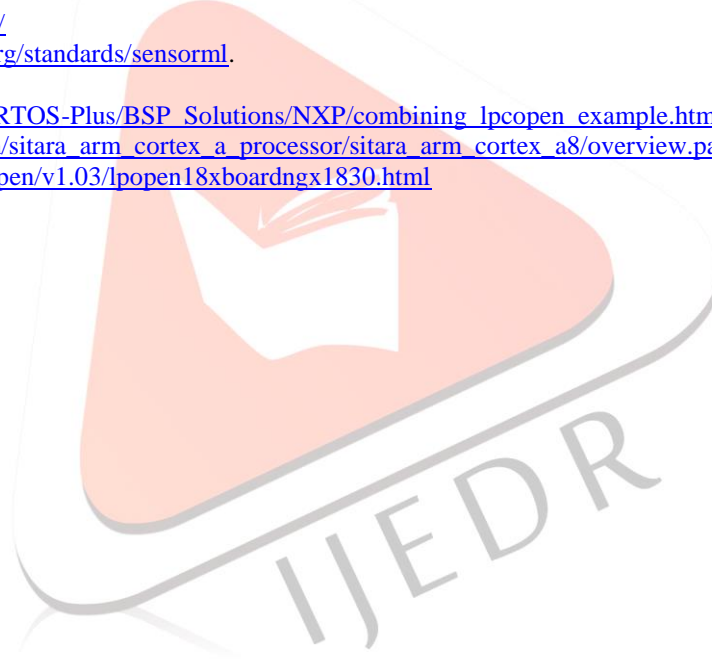 /
rg/standards/sensorml.
RTOS-Plus/BSP_Solutions/NXP/combining_lpcopen_example.htm
/sitara_arm_cortex_a_processor/sitara_arm_cortex_a8/overview.pa
pen/v1.03/lpopen18xboardngx1830.html
IJEDR